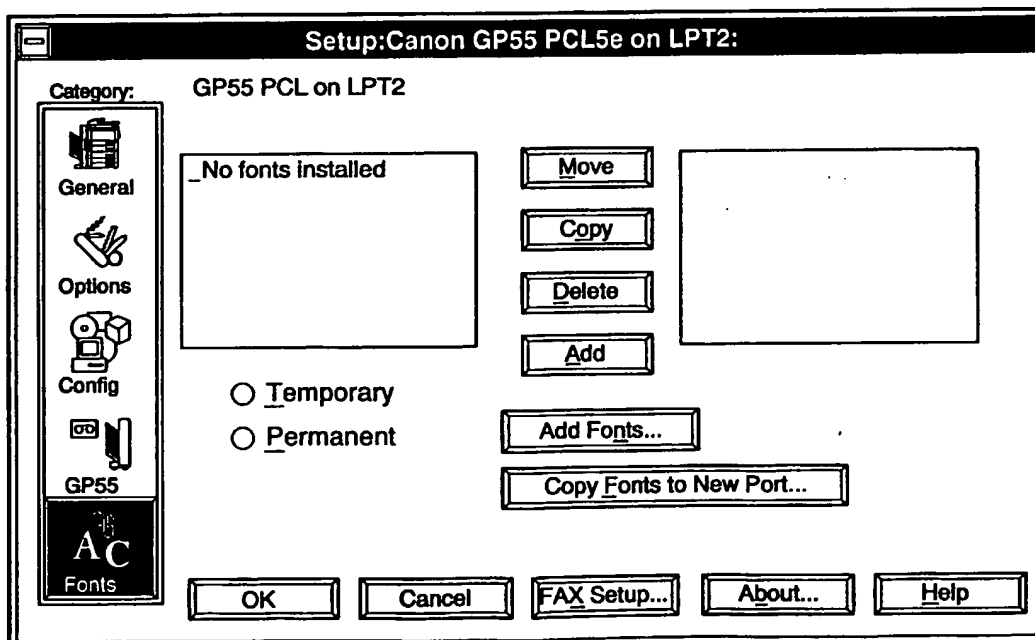 Setup:Canon GP55 PCL5e on LPT2:
Category:
GP55 PCL on LPT2
General
Options
Config
GP55
AC
Fonts
_No fonts installed
Move
Copy
Delete
Add
Temporary
Permanent
Add Fonts...
Copy Fonts to New Port...
OK
Cancel
FAX Setup...
About...
Help